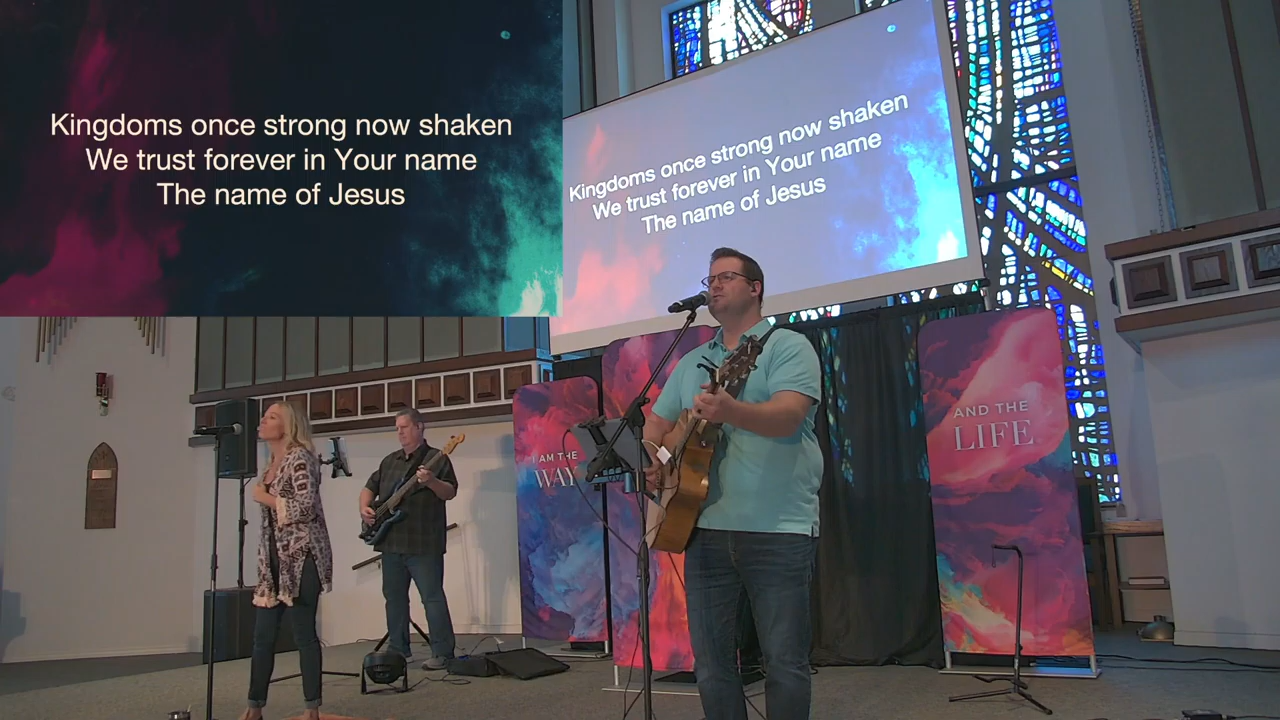 Kingdoms once strong now shaken
We trust forever in Your name
The name of Jesus
Kingdoms once strong now shaken
We trust forever in Your name
The name of Jesus
I AM THE
WAY
AND THE
LIFE